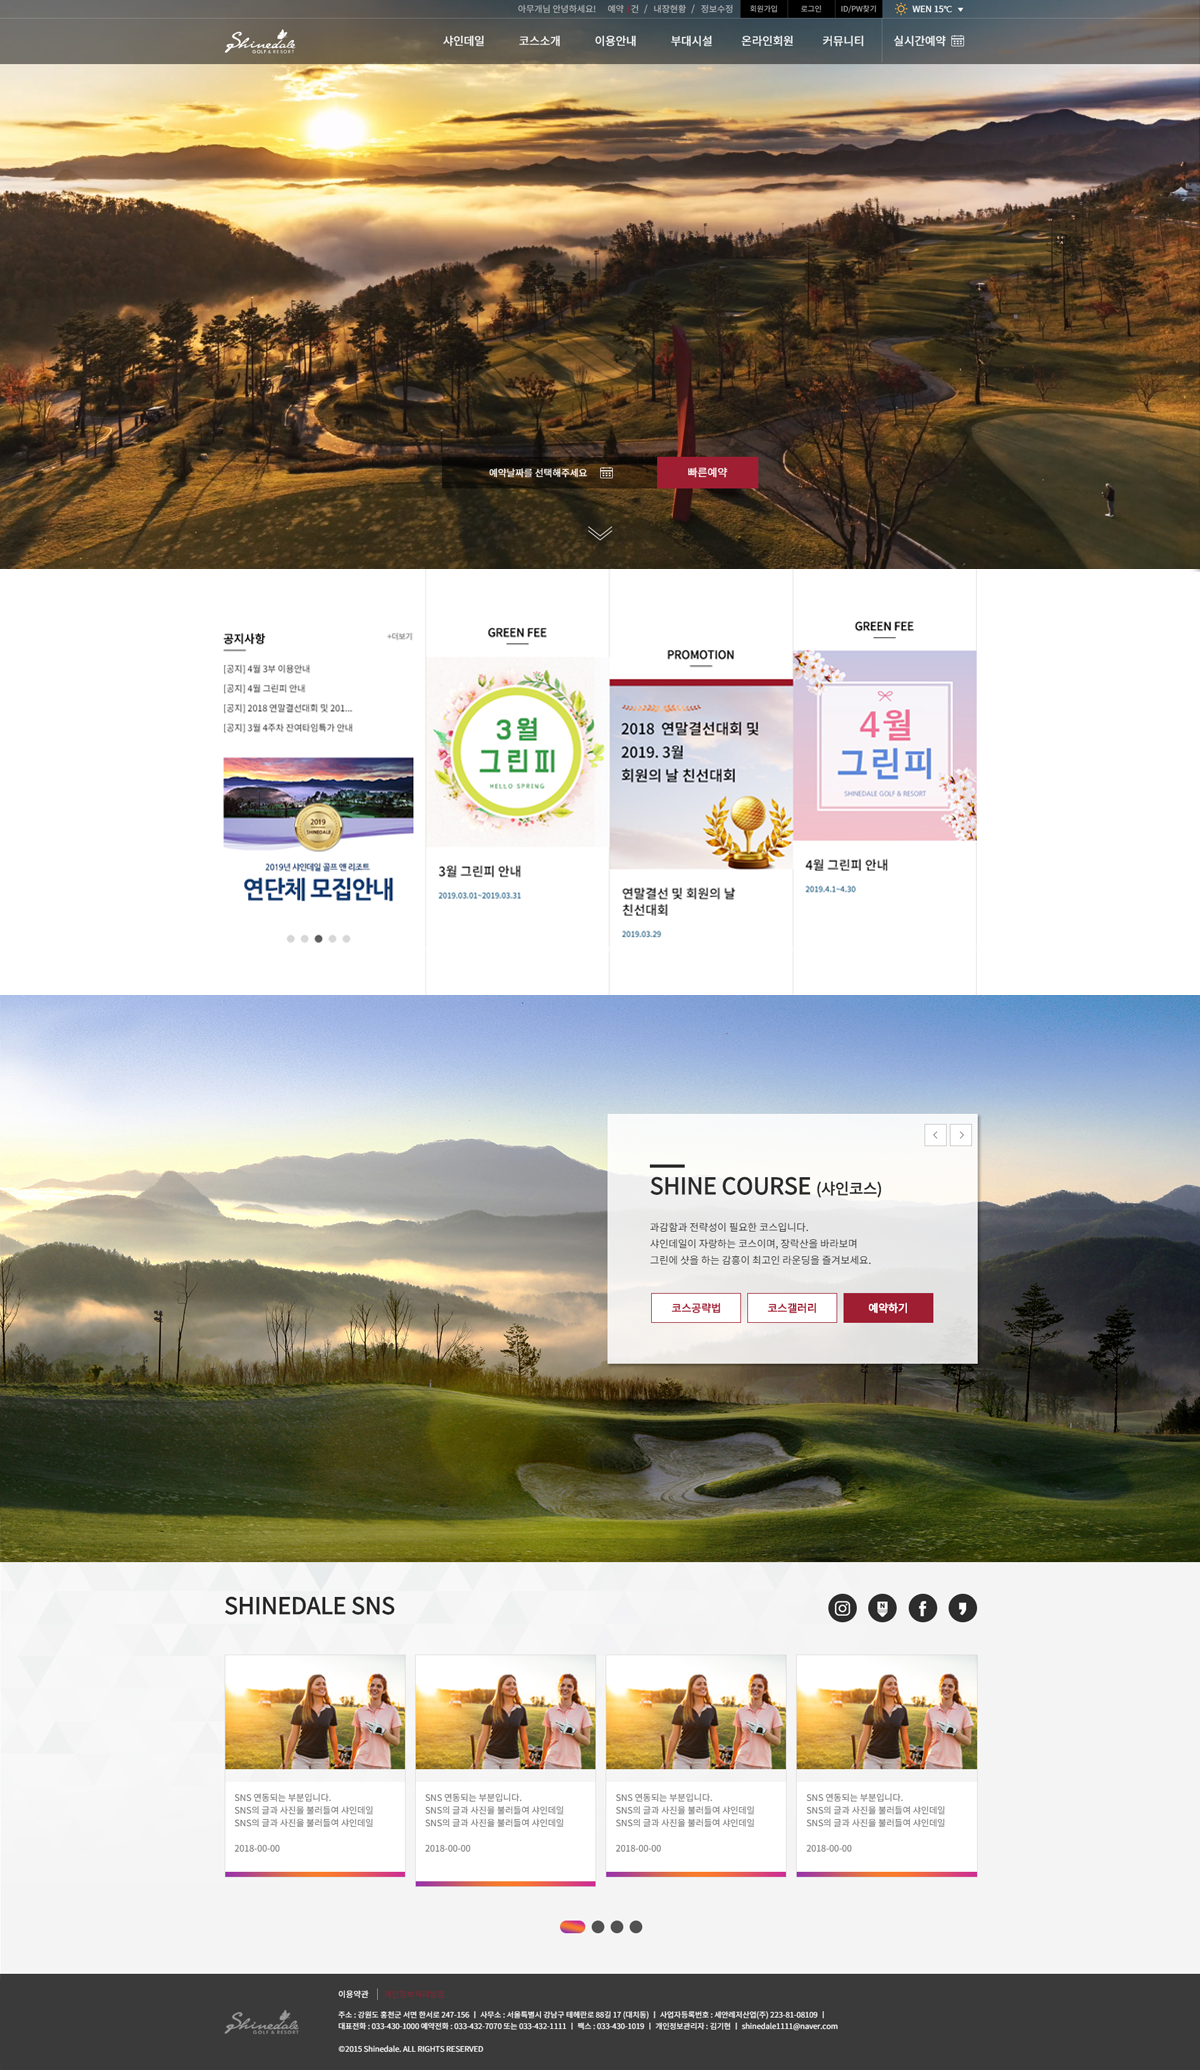 아무개님 안녕하세요! 예약 건 / 내장현황 / 정보수정 회원가입 로그인 ID/PW찾기 WEN 15℃
Shinedale
GOLF & RESORT
샤인데일 코스소개 이용안내 부대시설 온라인회원 커뮤니티 실시간예약
예약날짜를 선택해주세요 빠른예약
공지사항 +더보기
[공지] 4월 3부 이용안내
[공지] 4월 그린피 안내
[공지] 2018 연말결선대회 및 201...
[공지] 3월 4주차 잔여타임특가 안내
2019
SHINEDALE
2019년 샤인데일 골프 앤 리조트
연단체 모집안내
GREEN FEE
3월
그린피
HELLO SPRING
3월 그린피 안내
2019.03.01~2019.03.31
PROMOTION
2018 연말결선대회 및
2019. 3월
회원의 날 친선대회
연말결선 및 회원의 날
친선대회
2019.03.29
GREEN FEE
4월
그린피
SHINEDALE GOLF & RESORT
4월 그린피 안내
2019.4.1~4.30
SHINE COURSE (샤인코스)
과감함과 전략성이 필요한 코스입니다.
샤인데일이 자랑하는 코스이며, 장락산을 바라보며
그린에 샷을 하는 감흥이 최고인 라운딩을 즐겨보세요.
코스공략법 코스갤러리 예약하기
SHINEDALE SNS
SNS 연동되는 부분입니다.
SNS의 글과 사진을 불러들여 샤인데일
SNS의 글과 사진을 불러들여 샤인데일
2018-00-00
SNS 연동되는 부분입니다.
SNS의 글과 사진을 불러들여 샤인데일
SNS의 글과 사진을 불러들여 샤인데일
2018-00-00
SNS 연동되는 부분입니다.
SNS의 글과 사진을 불러들여 샤인데일
SNS의 글과 사진을 불러들여 샤인데일
2018-00-00
SNS 연동되는 부분입니다.
SNS의 글과 사진을 불러들여 샤인데일
SNS의 글과 사진을 불러들여 샤인데일
2018-00-00
이용약관
Shinedale
GOLF & RESORT
주소 : 강원도 홍천군 서면 한서로 247-156 | 사무소 : 서울특별시 강남구 테헤란로 88길 17 (대치동) | 사업자등록번호 : 세안레져산업(주) 223-81-08109 |
대표전화 : 033-430-1000 예약전화 : 033-432-7070 또는 033-432-1111 | 팩스 : 033-430-1019 | 개인정보관리자 : 김기현 | shinedale1111@naver.com
©2015 Shinedale. ALL RIGHTS RESERVED